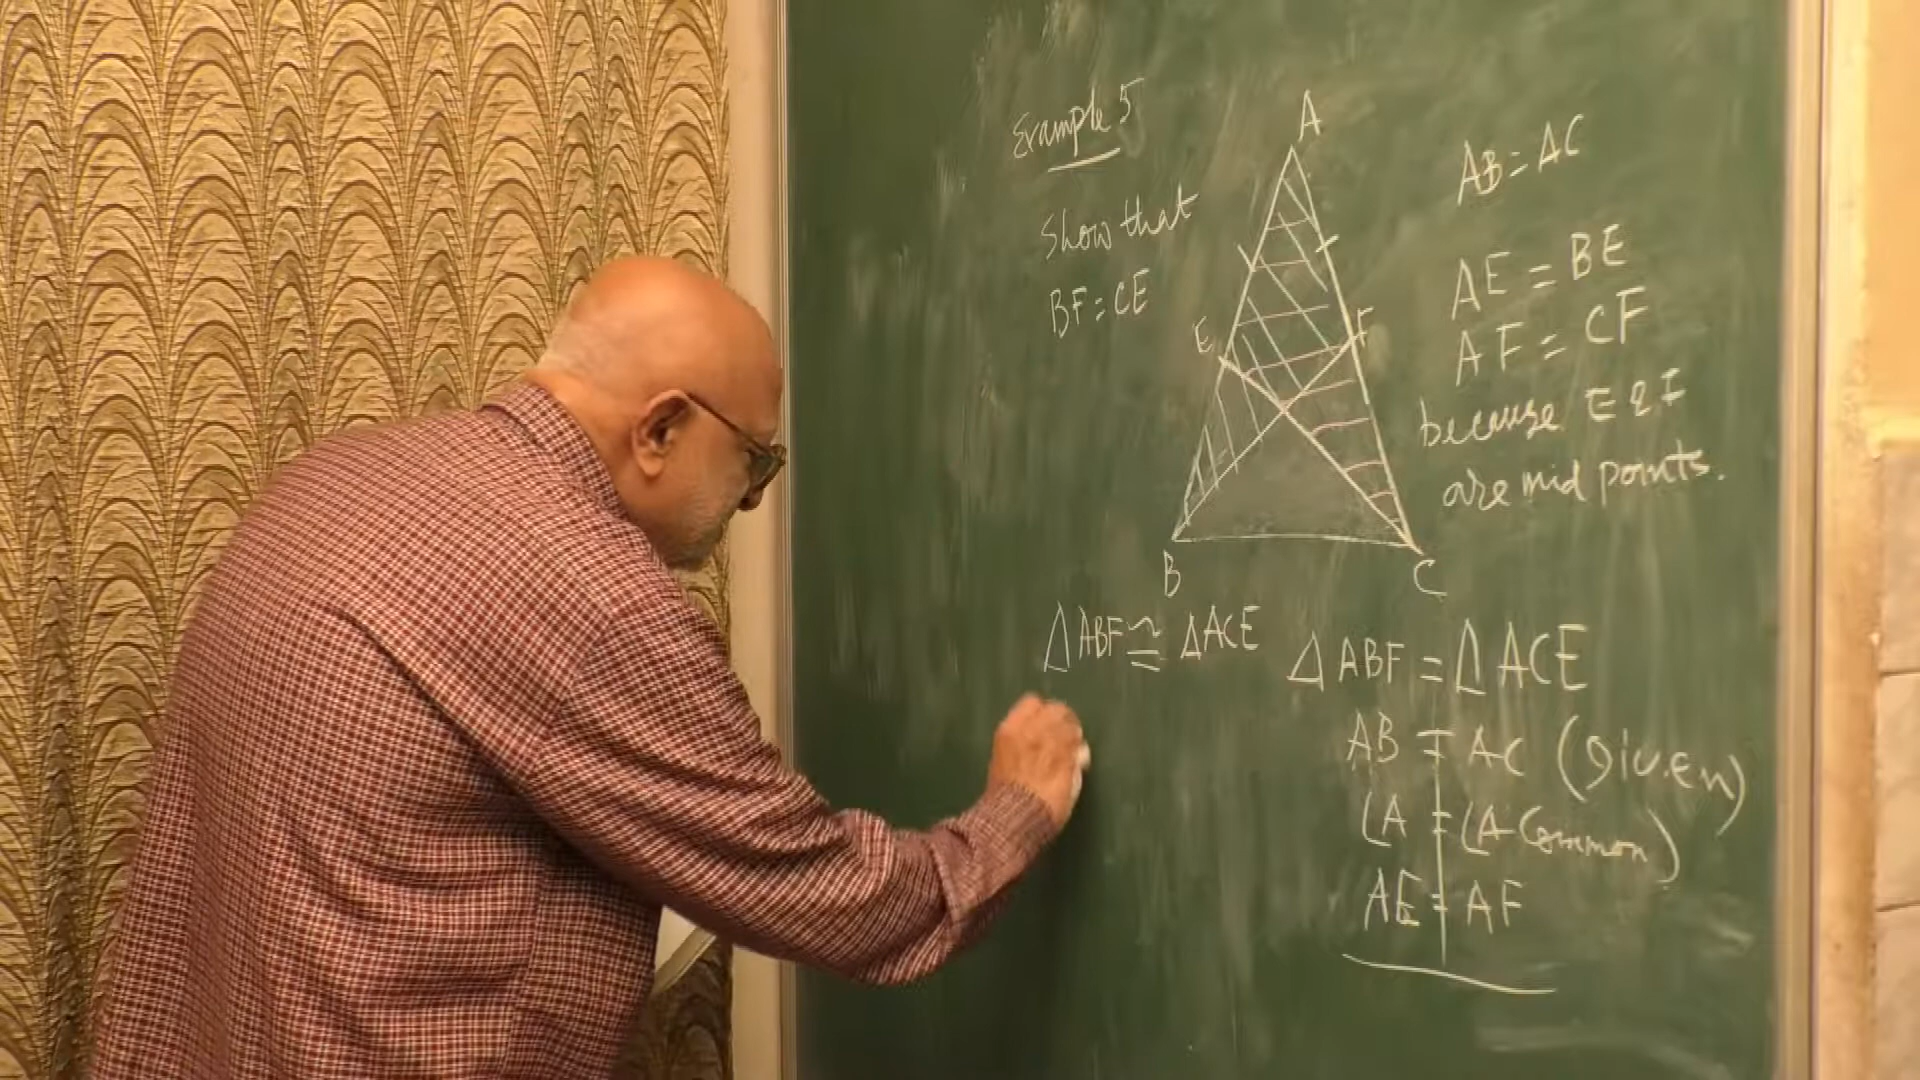 Example 5
Show that
BF = CE
A
E
F
B
C
AB = AC
AE = BE
AF = CF
because E & F
are mid points.
Δ ABF ≅ Δ ACE
Δ ABF = Δ ACE
AB = AC (given)
∠A = ∠A Common)
AE = AF